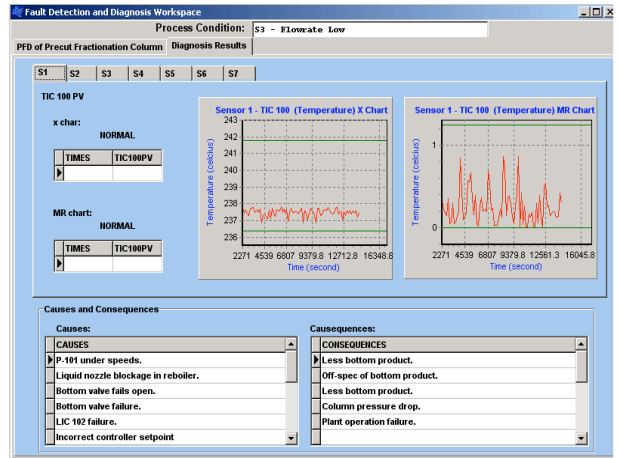 Fault Detection and Diagnosis Workspace
Process Condition: S3 - Flowrate Low
PFD of Precut Fractionation Column Diagnosis Results
S1 S2 S3 S4 S5 S6 S7
TIC 100 PV
x char:
NORMAL
TIMES TIC100PV
MR chart:
NORMAL
TIMES TIC100PV
Sensor 1 - TIC 100 (Temperature) X Chart
Temperature (celcius)
243
242
241
240
239
238
237
236
2271 4539 6807 9379.8 12712.8 16348.8
Time (second)
Sensor 1 - TIC 100 (Temperature) MR Chart
Temperature (celcius)
1
0
2271 4539 6807 9379.8 12561.3 16045.8
Time (second)
Causes and Consequences
Causes:
CAUSES
P-101 under speeds.
Liquid nozzle blockage in reboiler.
Bottom valve fails open.
Bottom valve failure.
LIC 102 failure.
Incorrect controller setpoint
Causequences:
CONSEQUENCES
Less bottom product.
Off-spec of bottom product.
Less bottom product.
Column pressure drop.
Plant operation failure.